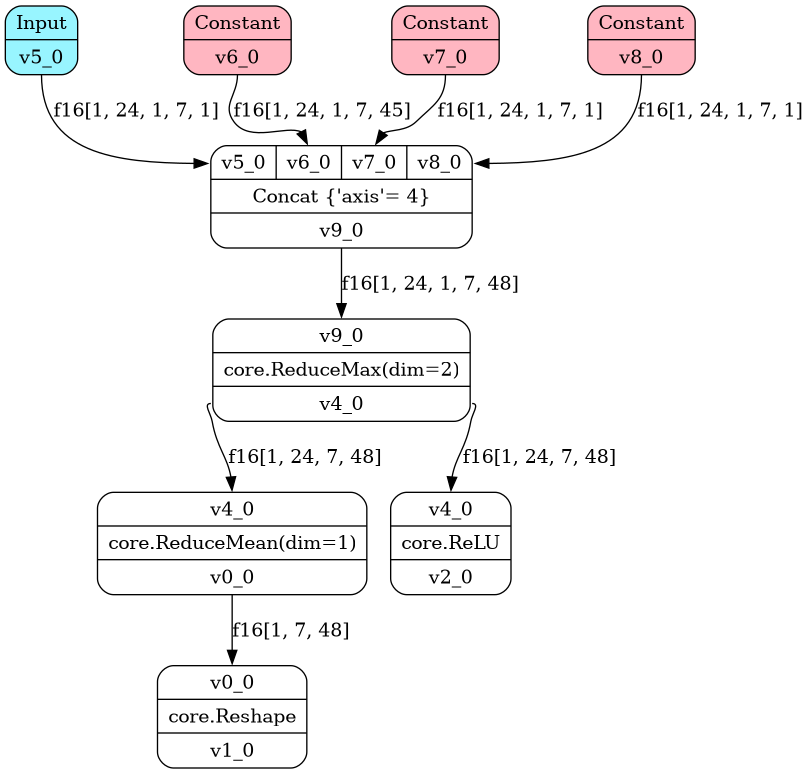 Input
v5_0
Constant
v6_0
Constant
v7_0
Constant
v8_0
f16[1, 24, 1, 7, 1]
f16[1, 24, 1, 7, 45]
f16[1, 24, 1, 7, 1]
f16[1, 24, 1, 7, 1]
v5_0
v6_0
v7_0
v8_0
Concat {'axis'= 4}
v9_0
f16[1, 24, 1, 7, 48]
v9_0
core.ReduceMax(dim=2)
v4_0
f16[1, 24, 7, 48]
f16[1, 24, 7, 48]
v4_0
core.ReduceMean(dim=1)
v0_0
v4_0
core.ReLU
v2_0
f16[1, 7, 48]
v0_0
core.Reshape
v1_0